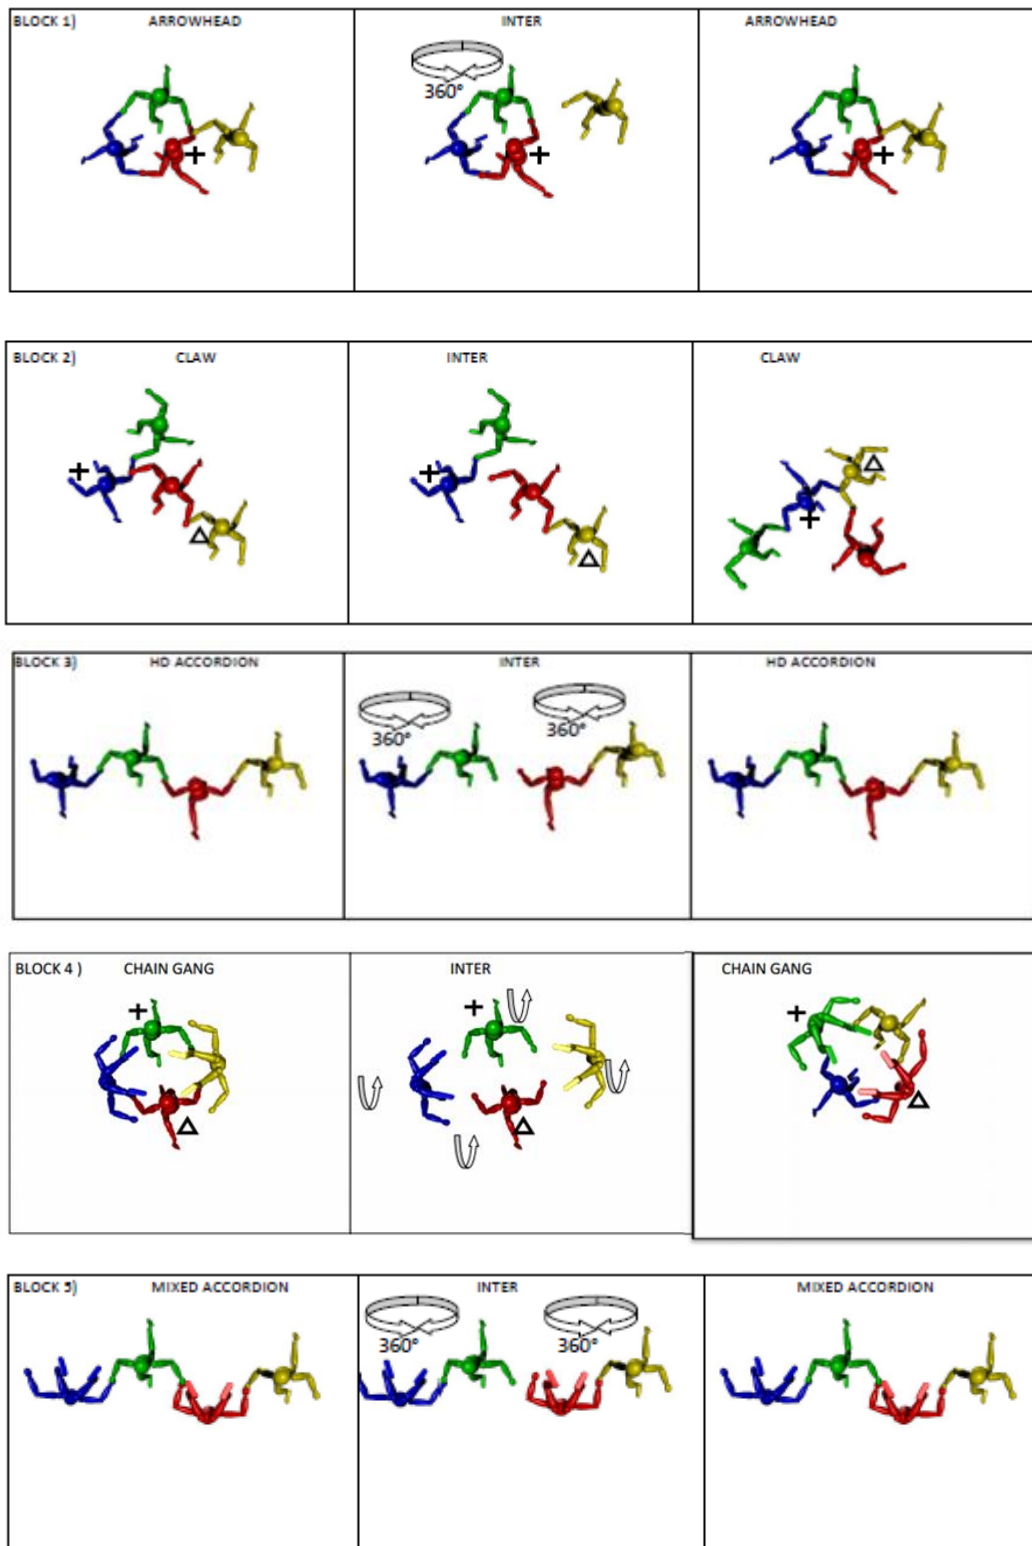 BLOCK 1) ARROWHEAD INTER ARROWHEAD
360°
BLOCK 2) CLAW INTER CLAW
BLOCK 3) HD ACCORDION INTER HD ACCORDION
360° 360°
BLOCK 4 ) CHAIN GANG INTER CHAIN GANG
BLOCK 5) MIXED ACCORDION INTER MIXED ACCORDION
360° 360°